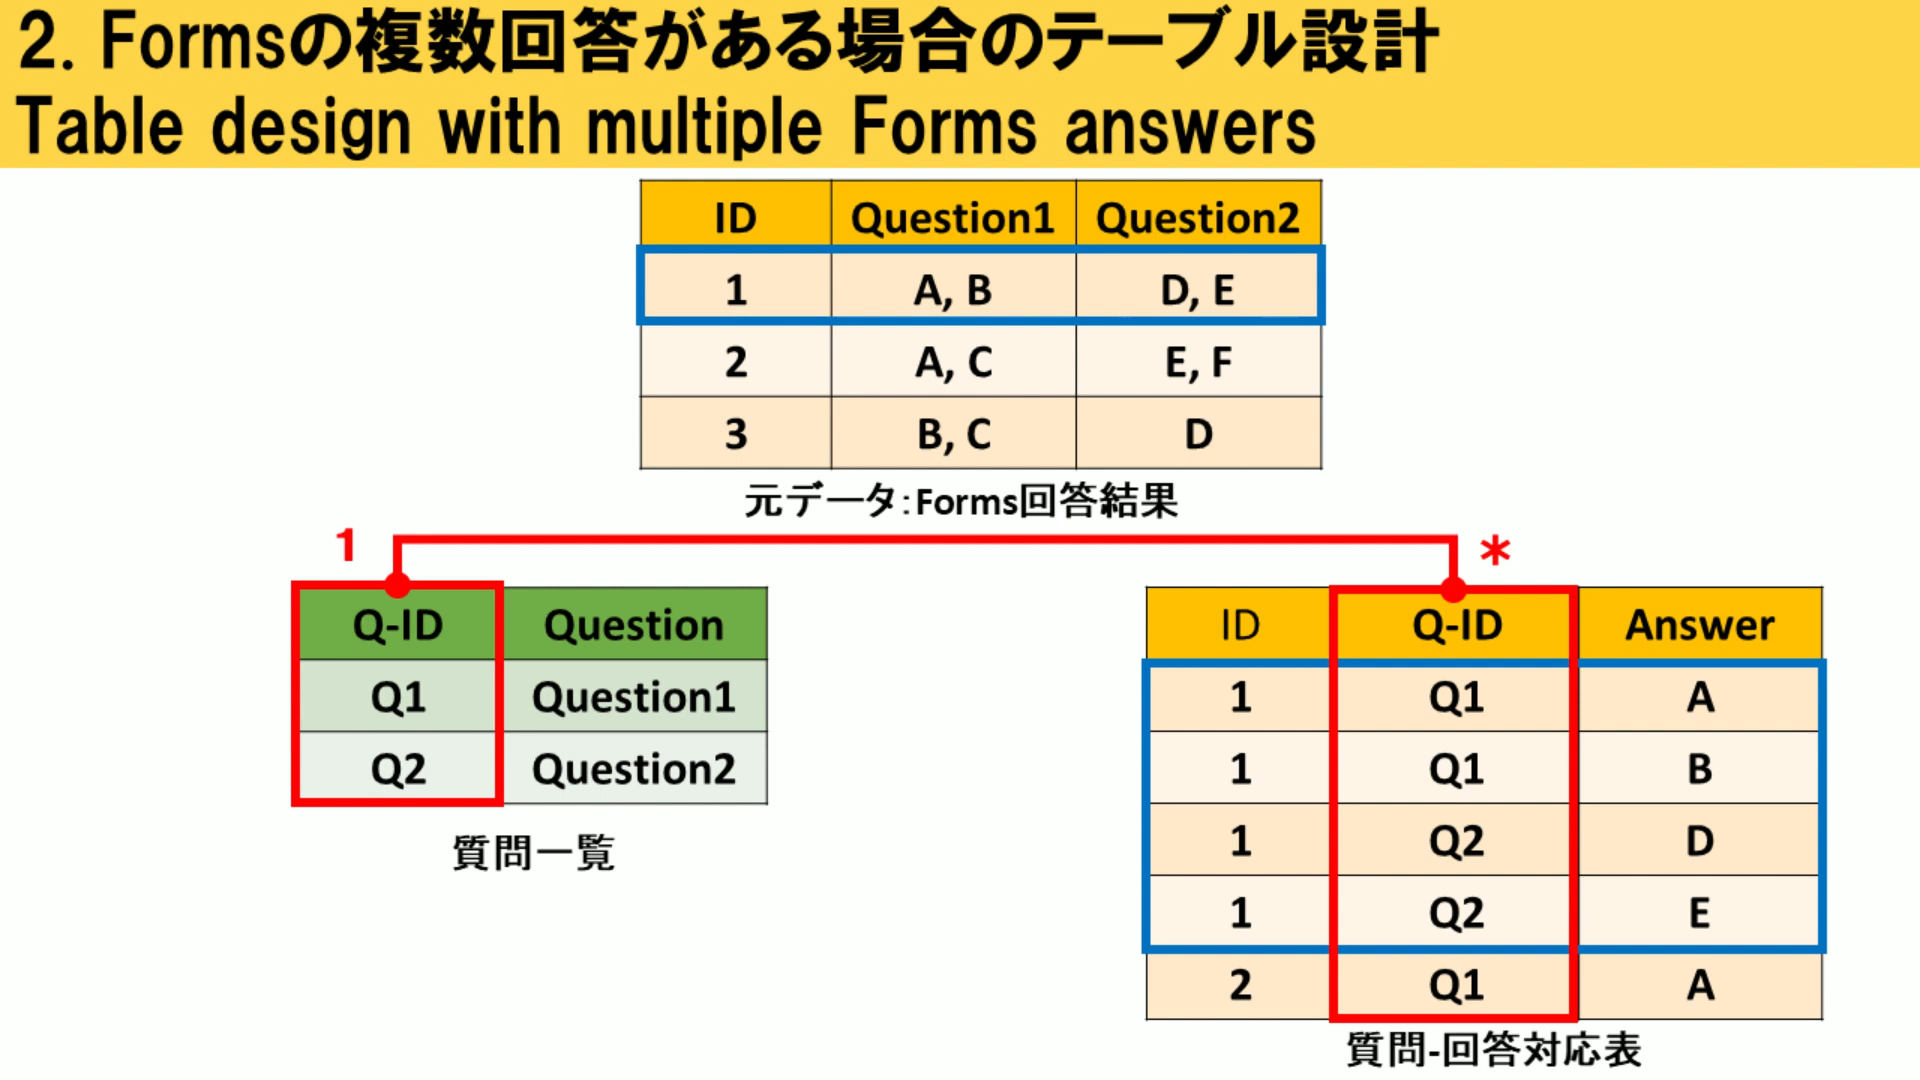 2. Formsの複数回答がある場合のテーブル設計
Table design with multiple Forms answers
ID Question1 Question2
1 A, B D, E
2 A, C E, F
3 B, C D
元データ:Forms回答結果
1 *
Q-ID Question
Q1 Question1
Q2 Question2
質問一覧
ID Q-ID Answer
1 Q1 A
1 Q1 B
1 Q2 D
1 Q2 E
2 Q1 A
質問-回答対応表